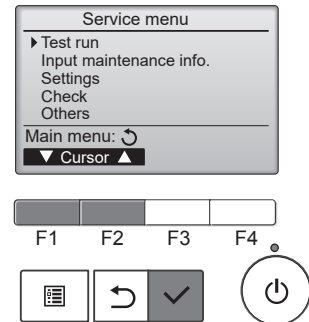 Service menu
Test run
Input maintenance info.
Settings
Check
Others
Main menu:
▼ Cursor ▲
F1 F2 F3 F4